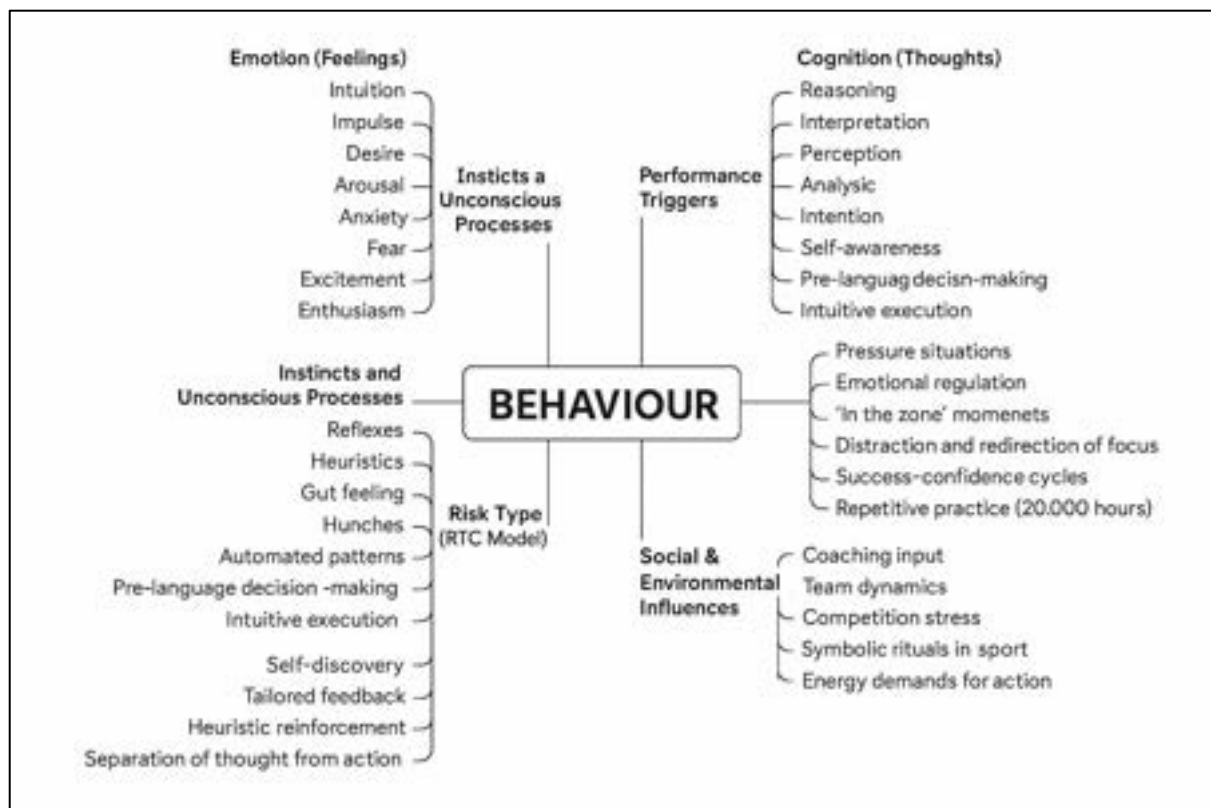 Emotion (Feelings)
Intuition
Impulse
Desire
Arousal
Anxiety
Fear
Excitement
Enthusiasm
Insticts a
Unconscious
Processes
Performance
Triggers
Cognition (Thoughts)
Reasoning
Interpretation
Perception
Analysic
Intention
Self-awareness
Pre-languag decisn-making
Intuitive execution
Instincts and
Unconscious Processes
BEHAVIOUR
Pressure situations
Emotional regulation
‘In the zone’ momenets
Distraction and redirection of focus
Success-confidence cycles
Repetitive practice (20.000 hours)
Reflexes
Heuristics
Gut feeling
Hunches
Automated patterns
Pre-language decision -making
Intuitive execution
Self-discovery
Tailored feedback
Heuristic reinforcement
Separation of thought from action
Risk Type
(RTC Model)
Social &
Environmental
Influences
Coaching input
Team dynamics
Competition stress
Symbolic rituals in sport
Energy demands for action